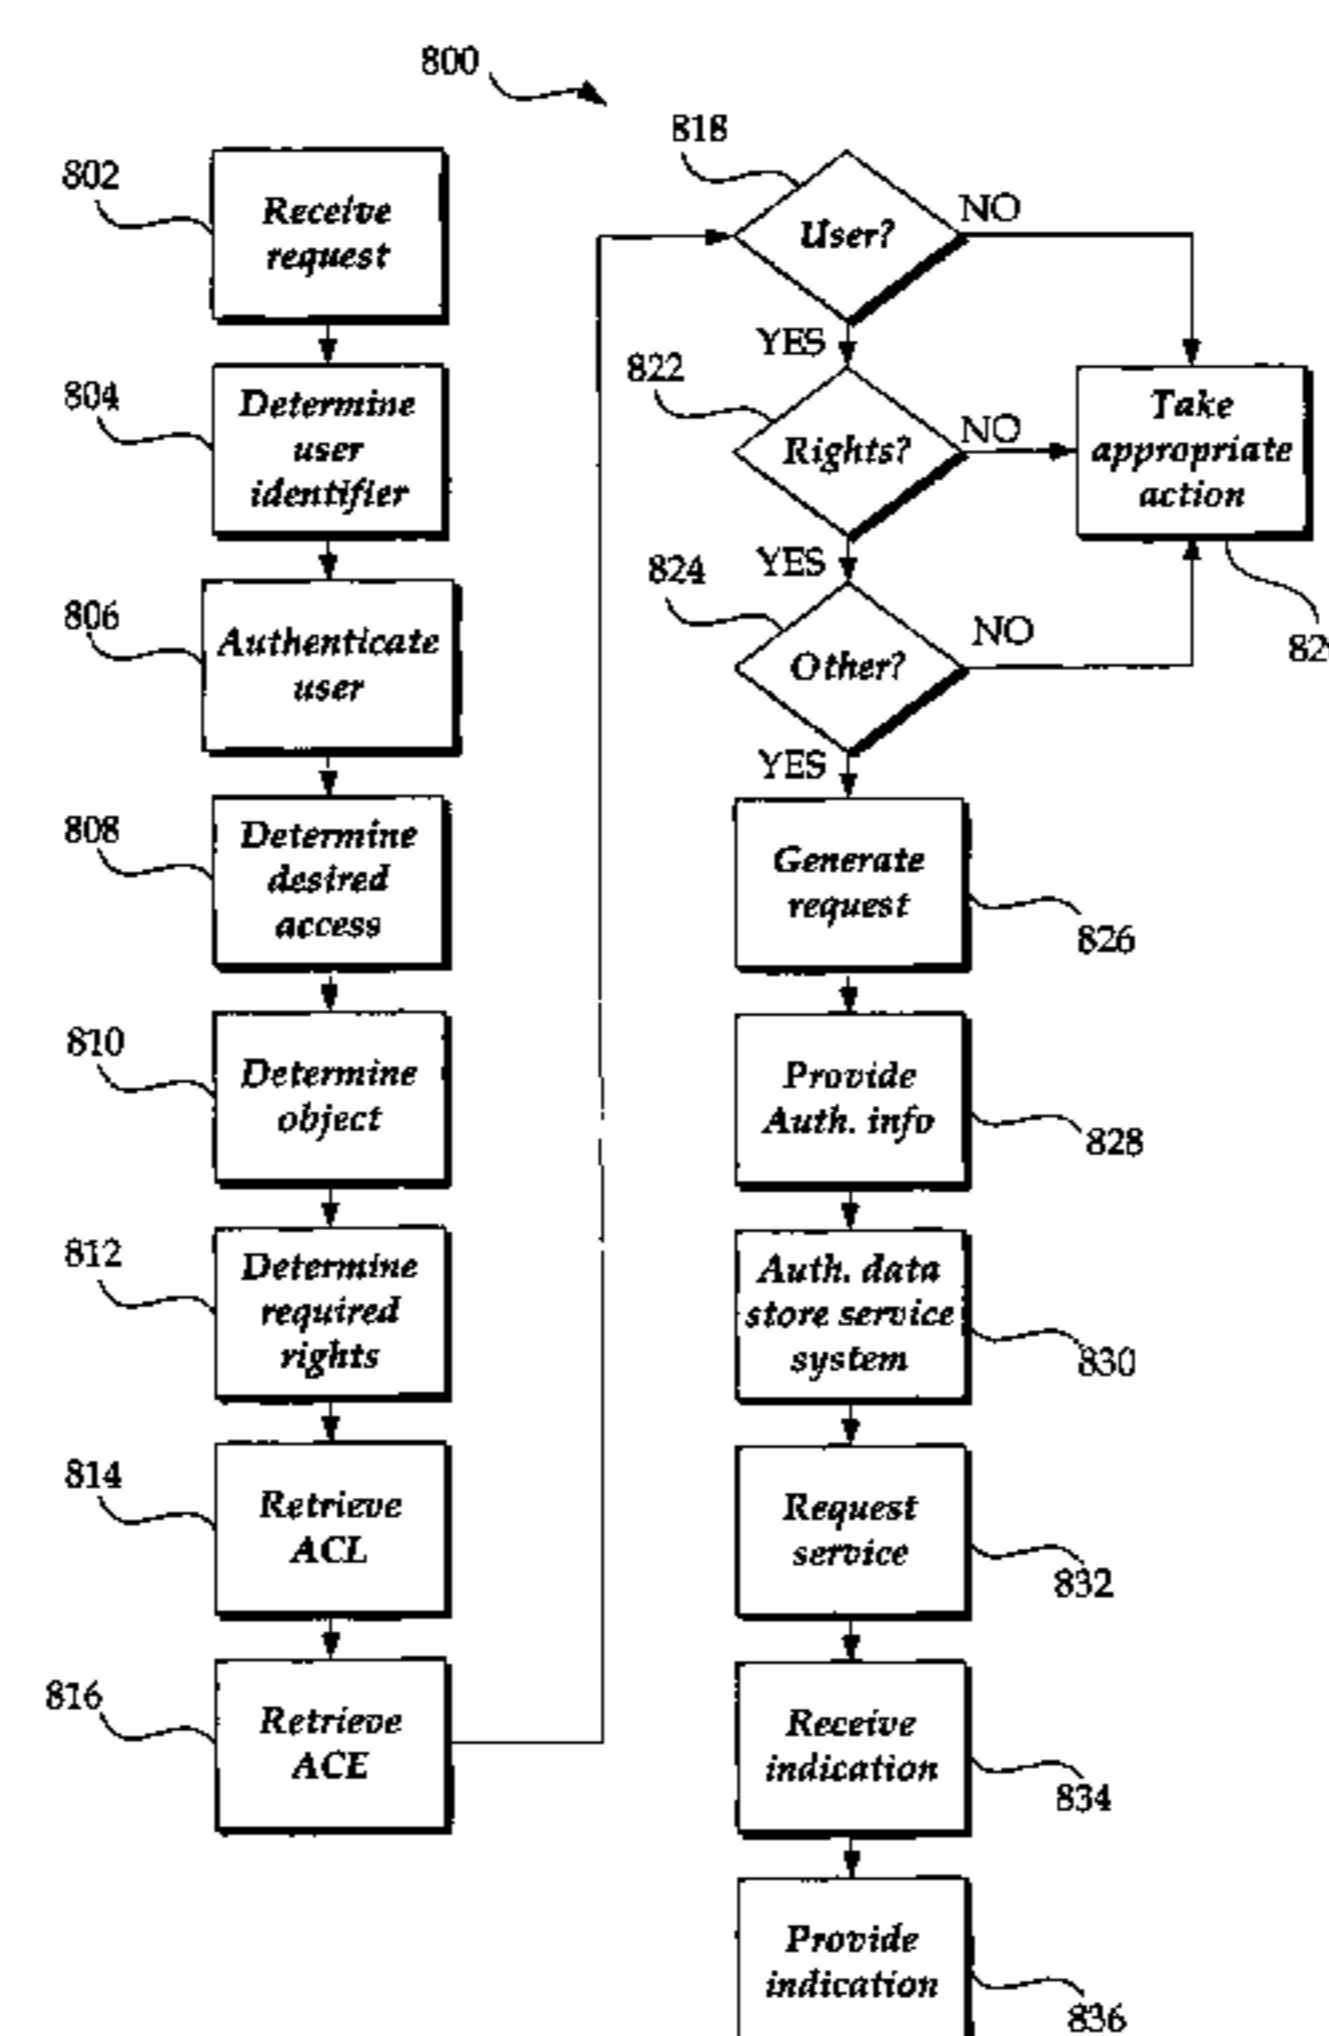 800
802
Receive
request
804
Determine
user
identifier
806
Authenticate
user
808
Determine
desired
access
810
Determine
object
812
Determine
required
rights
814
Retrieve
ACL
816
Retrieve
ACE
818
User?
NO
YES
822
Rights?
NO
Take
appropriate
action
YES
824
Other?
NO
YES
Generate
request
826
Provide
Auth. info
828
Auth. data
store service
system
830
Request
service
832
Receive
indication
834
Provide
indication
836